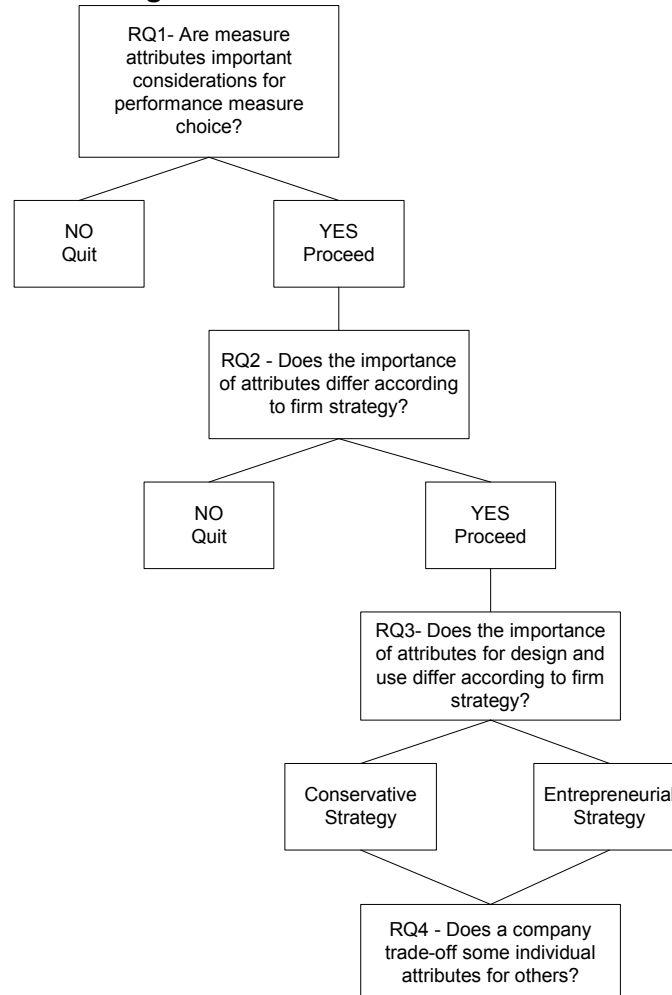 RQ1- Are measure
attributes important
considerations for
performance measure
choice?
NO
Quit
YES
Proceed
RQ2 - Does the importance
of attributes differ according
to firm strategy?
NO
Quit
YES
Proceed
RQ3- Does the importance
of attributes for design and
use differ according to firm
strategy?
Conservative
Strategy
Entrepreneurial
Strategy
RQ4 - Does a company
trade-off some individual
attributes for others?